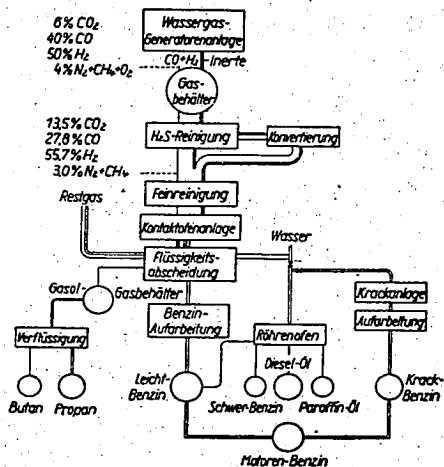 6% CO₂
40% CO
50% H₂
4% N₂+CH₄+O₂
Wassergas-
Generatorenanlage
CO+H₂
Inerte
Gas-
behälter
13,5% CO₂
27,8% CO
55,7% H₂
3,0% N₂+CH₄
H₂S-Reinigung
Konvertierung
Feinreinigung
Restgas
Kontaktofenanlage
Wasser
Flüssigkeits-
abscheidung
Gasol-
Gasbehälter
Krackanlage
Benzin-
Aufarbeitung
Aufarbeitung
Verflüssigung
Röhrenofen
Diesel-Öl
Leicht-
Benzin
Krack-
Benzin
Butan
Propan
Schwer-Benzin
Paraffin-Öl
Motoren-Benzin